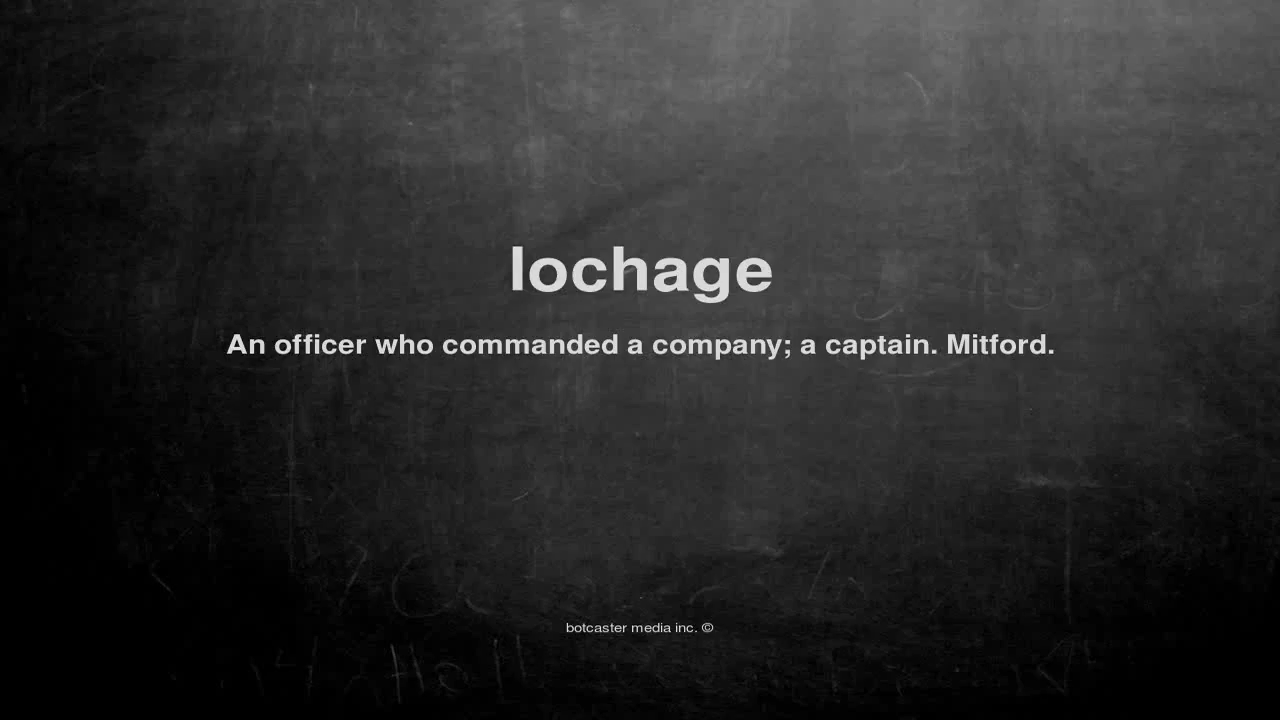 lochage
An officer who commanded a company; a captain. Mitford.
botcaster media inc. ©